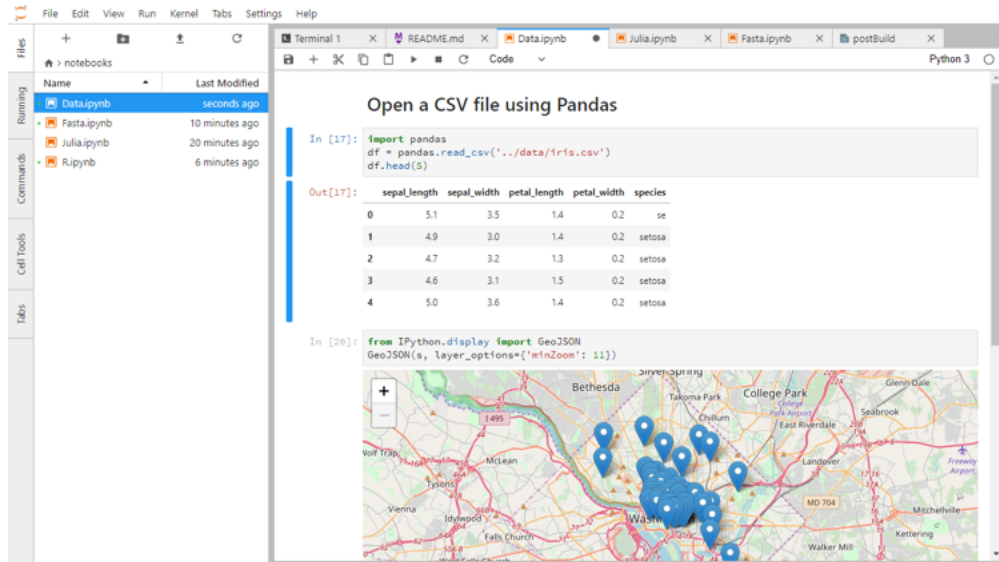 File Edit View Run Kernel Tabs Settings Help
Files
Running
Commands
Cell Tools
Tabs
> notebooks
Name Last Modified
Data.ipynb seconds ago
Fasta.ipynb 10 minutes ago
Julia.ipynb 20 minutes ago
R.ipynb 6 minutes ago
Terminal 1 README.md Data.ipynb Julia.ipynb Fasta.ipynb postBuild
Code Python 3
Open a CSV file using Pandas
In [17]: import pandas
df = pandas.read_csv('../data/iris.csv')
df.head(5)
Out[17]: sepal_length sepal_width petal_length petal_width species
0 5.1 3.5 1.4 0.2 se
1 4.9 3.0 1.4 0.2 setosa
2 4.7 3.2 1.3 0.2 setosa
3 4.6 3.1 1.5 0.2 setosa
4 5.0 3.6 1.4 0.2 setosa
In [20]: from IPython.display import GeoJSON
GeoJSON(s, layer_options={'minZoom': 11})
Silver Spring
Bethesda
Takoma Park
College Park
College
Park Airport
Glenn Dale
Seabrook
I 495
Chillum
East Riverdale
Wolf Trap
McLean
Landover
Freeway
Airport
Tysons
Vienna
Idylwood
MD 704
Mitchellville
Falls Church
Kettering
Walker Mill